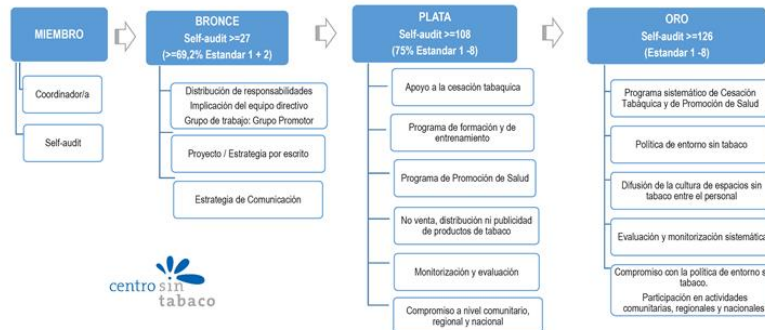 MIEMBRO
Coordinador/a
Self-audit
BRONCE
Self-audit >=27
(>=69,2% Estandar 1 + 2)
Distribución de responsabilidades
Implicación del equipo directivo
Grupo de trabajo: Grupo Promotor
Proyecto / Estrategia por escrito
Estrategia de Comunicación
PLATA
Self-audit >=108
(75% Estandar 1 -8)
Apoyo a la cesación tabaquica
Programa de formación y de
entrenamiento
Programa de Promoción de Salud
No venta, distribución ni publicidad
de productos de tabaco
Monitorización y evaluación
Compromiso a nivel comunitario,
regional y nacional
ORO
Self-audit >=126
(Estandar 1 -8)
Programa sistemático de Cesación
Tabáquica y de Promoción de Salud
Política de entorno sin tabaco
Difusión de la cultura de espacios sin
tabaco entre el personal
Evaluación y monitorización sistemática
Compromiso con la política de entorno s
tabaco.
Participación en actividades
comunitarias, regionales y nacionales
centro sin
tabaco